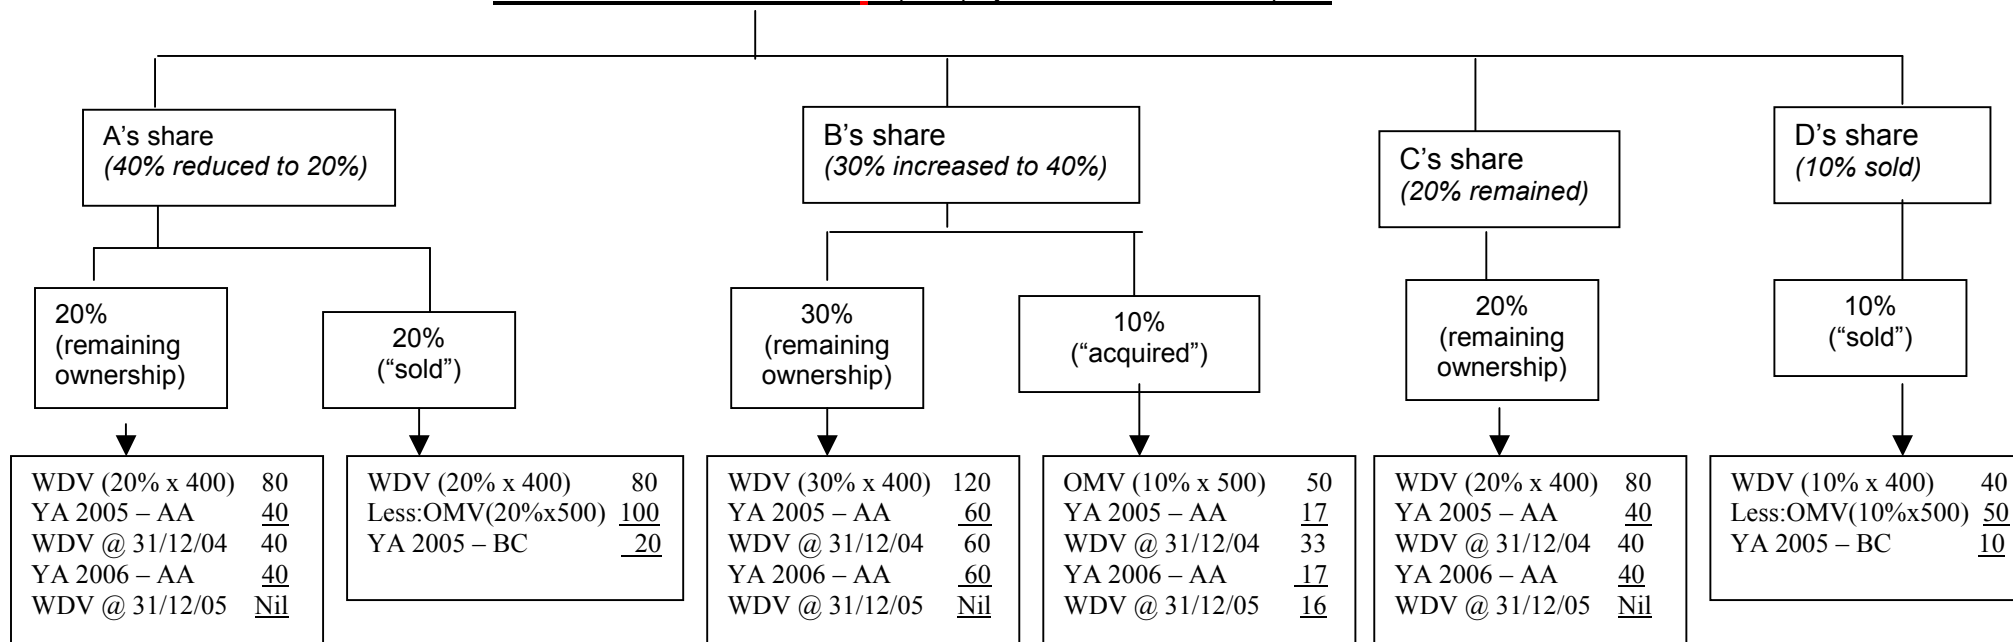 A's share
(40% reduced to 20%)
B's share
(30% increased to 40%)
C's share
(20% remained)
D's share
(10% sold)
20%
(remaining
ownership)
20%
(“sold”)
30%
(remaining
ownership)
10%
(“acquired”)
20%
(remaining
ownership)
10%
(“sold”)
WDV (20% x 400) 80
YA 2005 – AA 40
WDV @ 31/12/04 40
YA 2006 – AA 40
WDV @ 31/12/05 Nil
WDV (20% x 400) 80
Less:OMV(20%x500) 100
YA 2005 – BC 20
WDV (30% x 400) 120
YA 2005 – AA 60
WDV @ 31/12/04 60
YA 2006 – AA 60
WDV @ 31/12/05 Nil
OMV (10% x 500) 50
YA 2005 – AA 17
WDV @ 31/12/04 33
YA 2006 – AA 17
WDV @ 31/12/05 16
WDV (20% x 400) 80
YA 2005 – AA 40
WDV @ 31/12/04 40
YA 2006 – AA 40
WDV @ 31/12/05 Nil
WDV (10% x 400) 40
Less:OMV(10%x500) 50
YA 2005 – BC 10